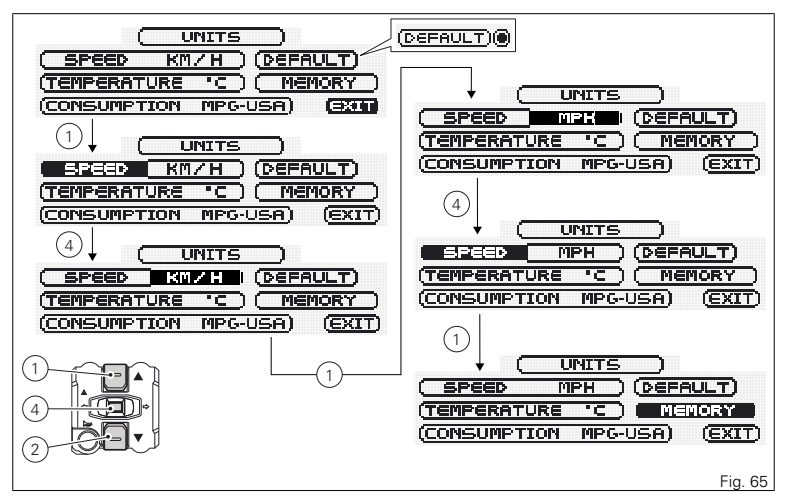 UNITS
SPEED KM/H DEFAULT
TEMPERATURE °C MEMORY
CONSUMPTION MPG-USA EXIT
DEFAULT
1
UNITS
SPEED KM/H DEFAULT
TEMPERATURE °C MEMORY
CONSUMPTION MPG-USA EXIT
4
UNITS
SPEED KM/H DEFAULT
TEMPERATURE °C MEMORY
CONSUMPTION MPG-USA EXIT
1
1
4
2
UNITS
SPEED MPH DEFAULT
TEMPERATURE °C MEMORY
CONSUMPTION MPG-USA EXIT
4
UNITS
SPEED MPH DEFAULT
TEMPERATURE °C MEMORY
CONSUMPTION MPG-USA EXIT
1
UNITS
SPEED MPH DEFAULT
TEMPERATURE °C MEMORY
CONSUMPTION MPG-USA EXIT
Fig. 65